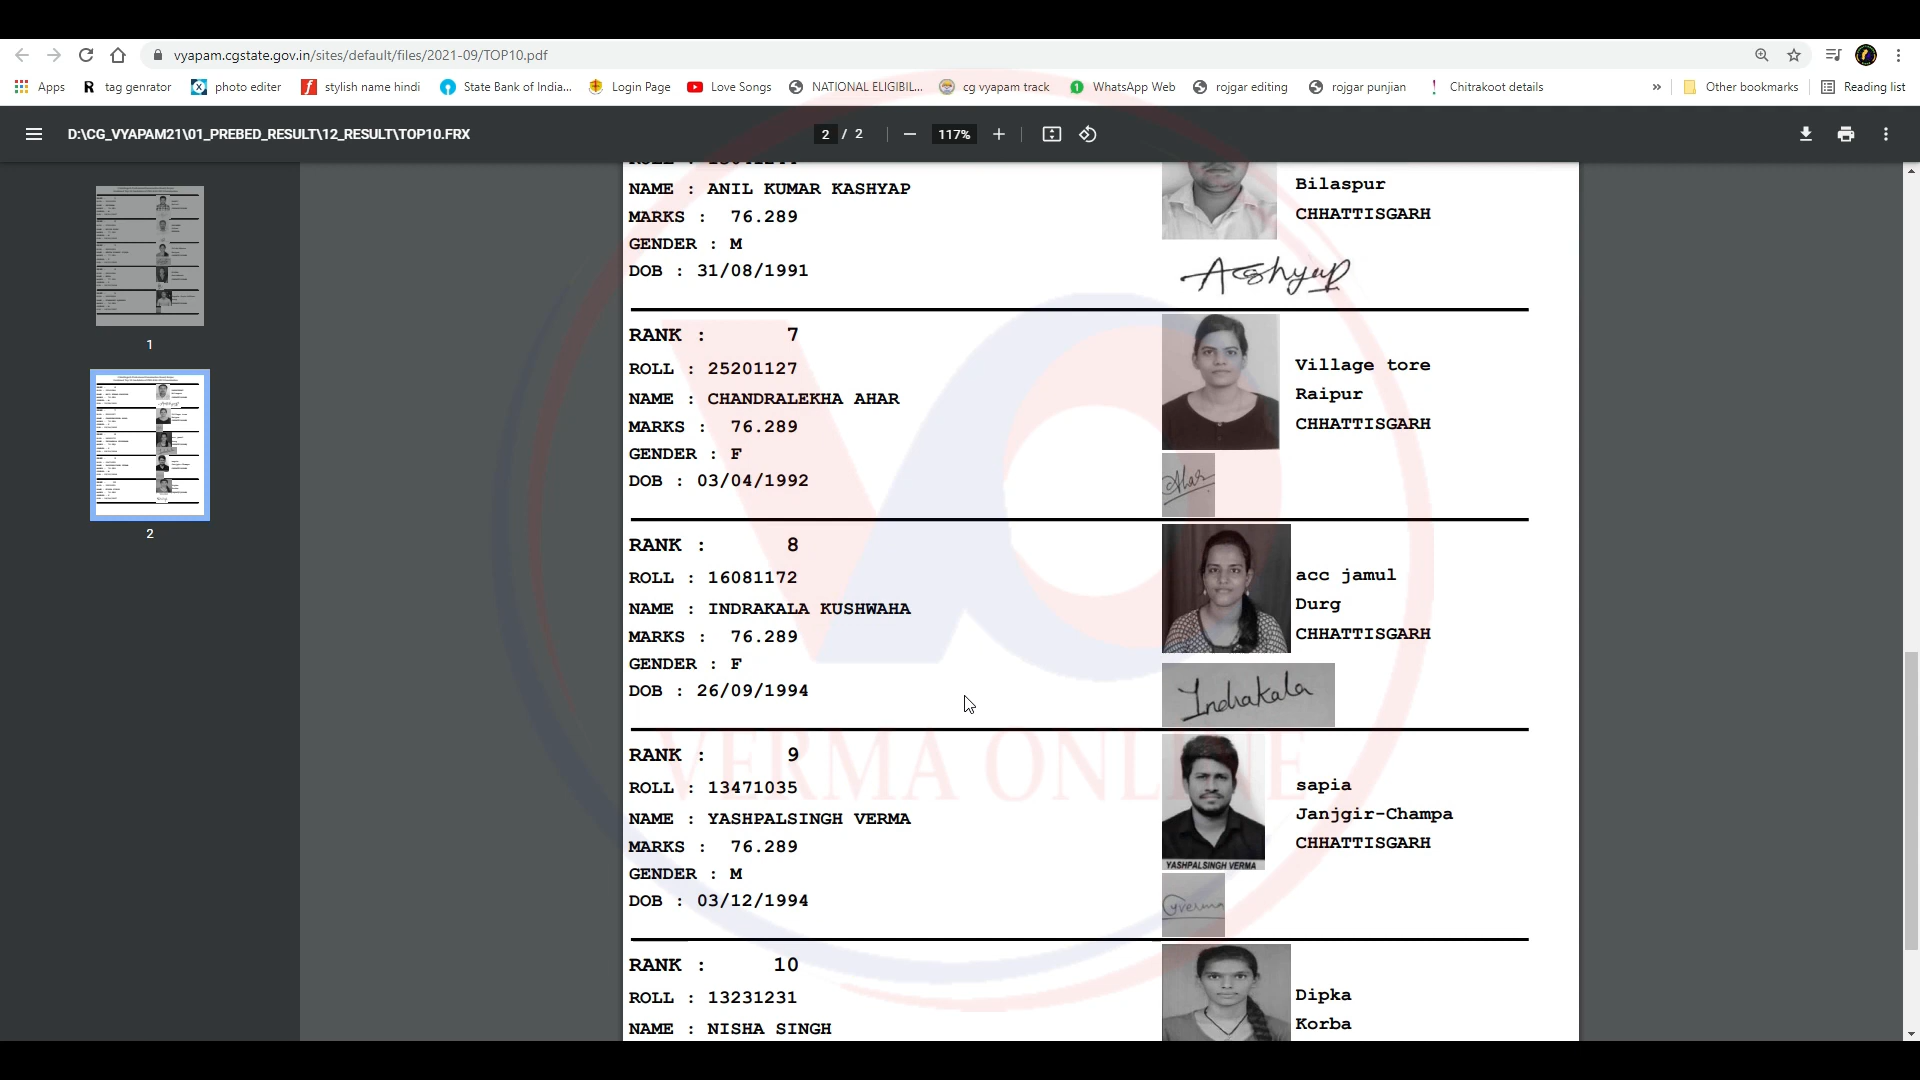 vyapam.cgstate.gov.in/sites/default/files/2021-09/TOP10.pdf
Apps
tag genrator
photo editer
stylish name hindi
State Bank of India...
Login Page
Love Songs
NATIONAL ELIGIBIL...
cg vyapam track
WhatsApp Web
rojgar editing
rojgar punjian
Chitrakoot details
»
Other bookmarks
Reading list
D:\CG_VYAPAM21\01_PREBED_RESULT\12_RESULT\TOP10.FRX
2 / 2
117%
1
2
NAME : ANIL KUMAR KASHYAP
MARKS : 76.289
GENDER : M
DOB : 31/08/1991
Bilaspur
CHHATTISGARH
RANK : 7
ROLL : 25201127
NAME : CHANDRALEKHA AHAR
MARKS : 76.289
GENDER : F
DOB : 03/04/1992
Village tore
Raipur
CHHATTISGARH
Ahar
RANK : 8
ROLL : 16081172
NAME : INDRAKALA KUSHWAHA
MARKS : 76.289
GENDER : F
DOB : 26/09/1994
acc jamul
Durg
CHHATTISGARH
Indrakala
RANK : 9
ROLL : 13471035
NAME : YASHPALSINGH VERMA
MARKS : 76.289
GENDER : M
DOB : 03/12/1994
sapia
Janjgir-Champa
CHHATTISGARH
YASHPALSINGH VERMA
RANK : 10
ROLL : 13231231
NAME : NISHA SINGH
Dipka
Korba
VERMA ONLINE